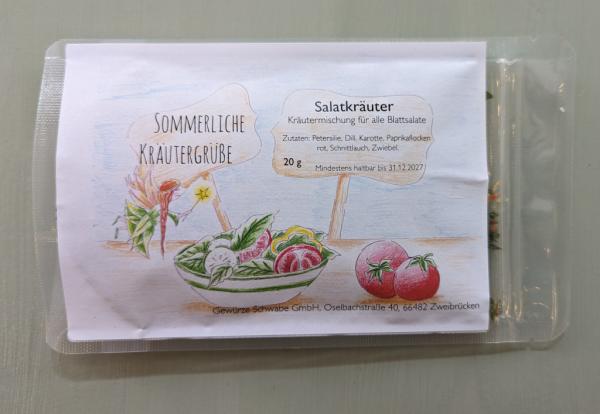 SOMMERLICHE
KRÄUTERGRÜßE
Salatkräuter
Kräutermischung für alle Blattsalate
Zutaten: Petersilie, Dill, Karotte, Paprikaflocken
rot, Schnittlauch, Zwiebel.
20 g
Mindestens haltbar bis 31.12.2027
Gewürze Schwabe GmbH, Oselbachstraße 40, 66482 Zweibrücken